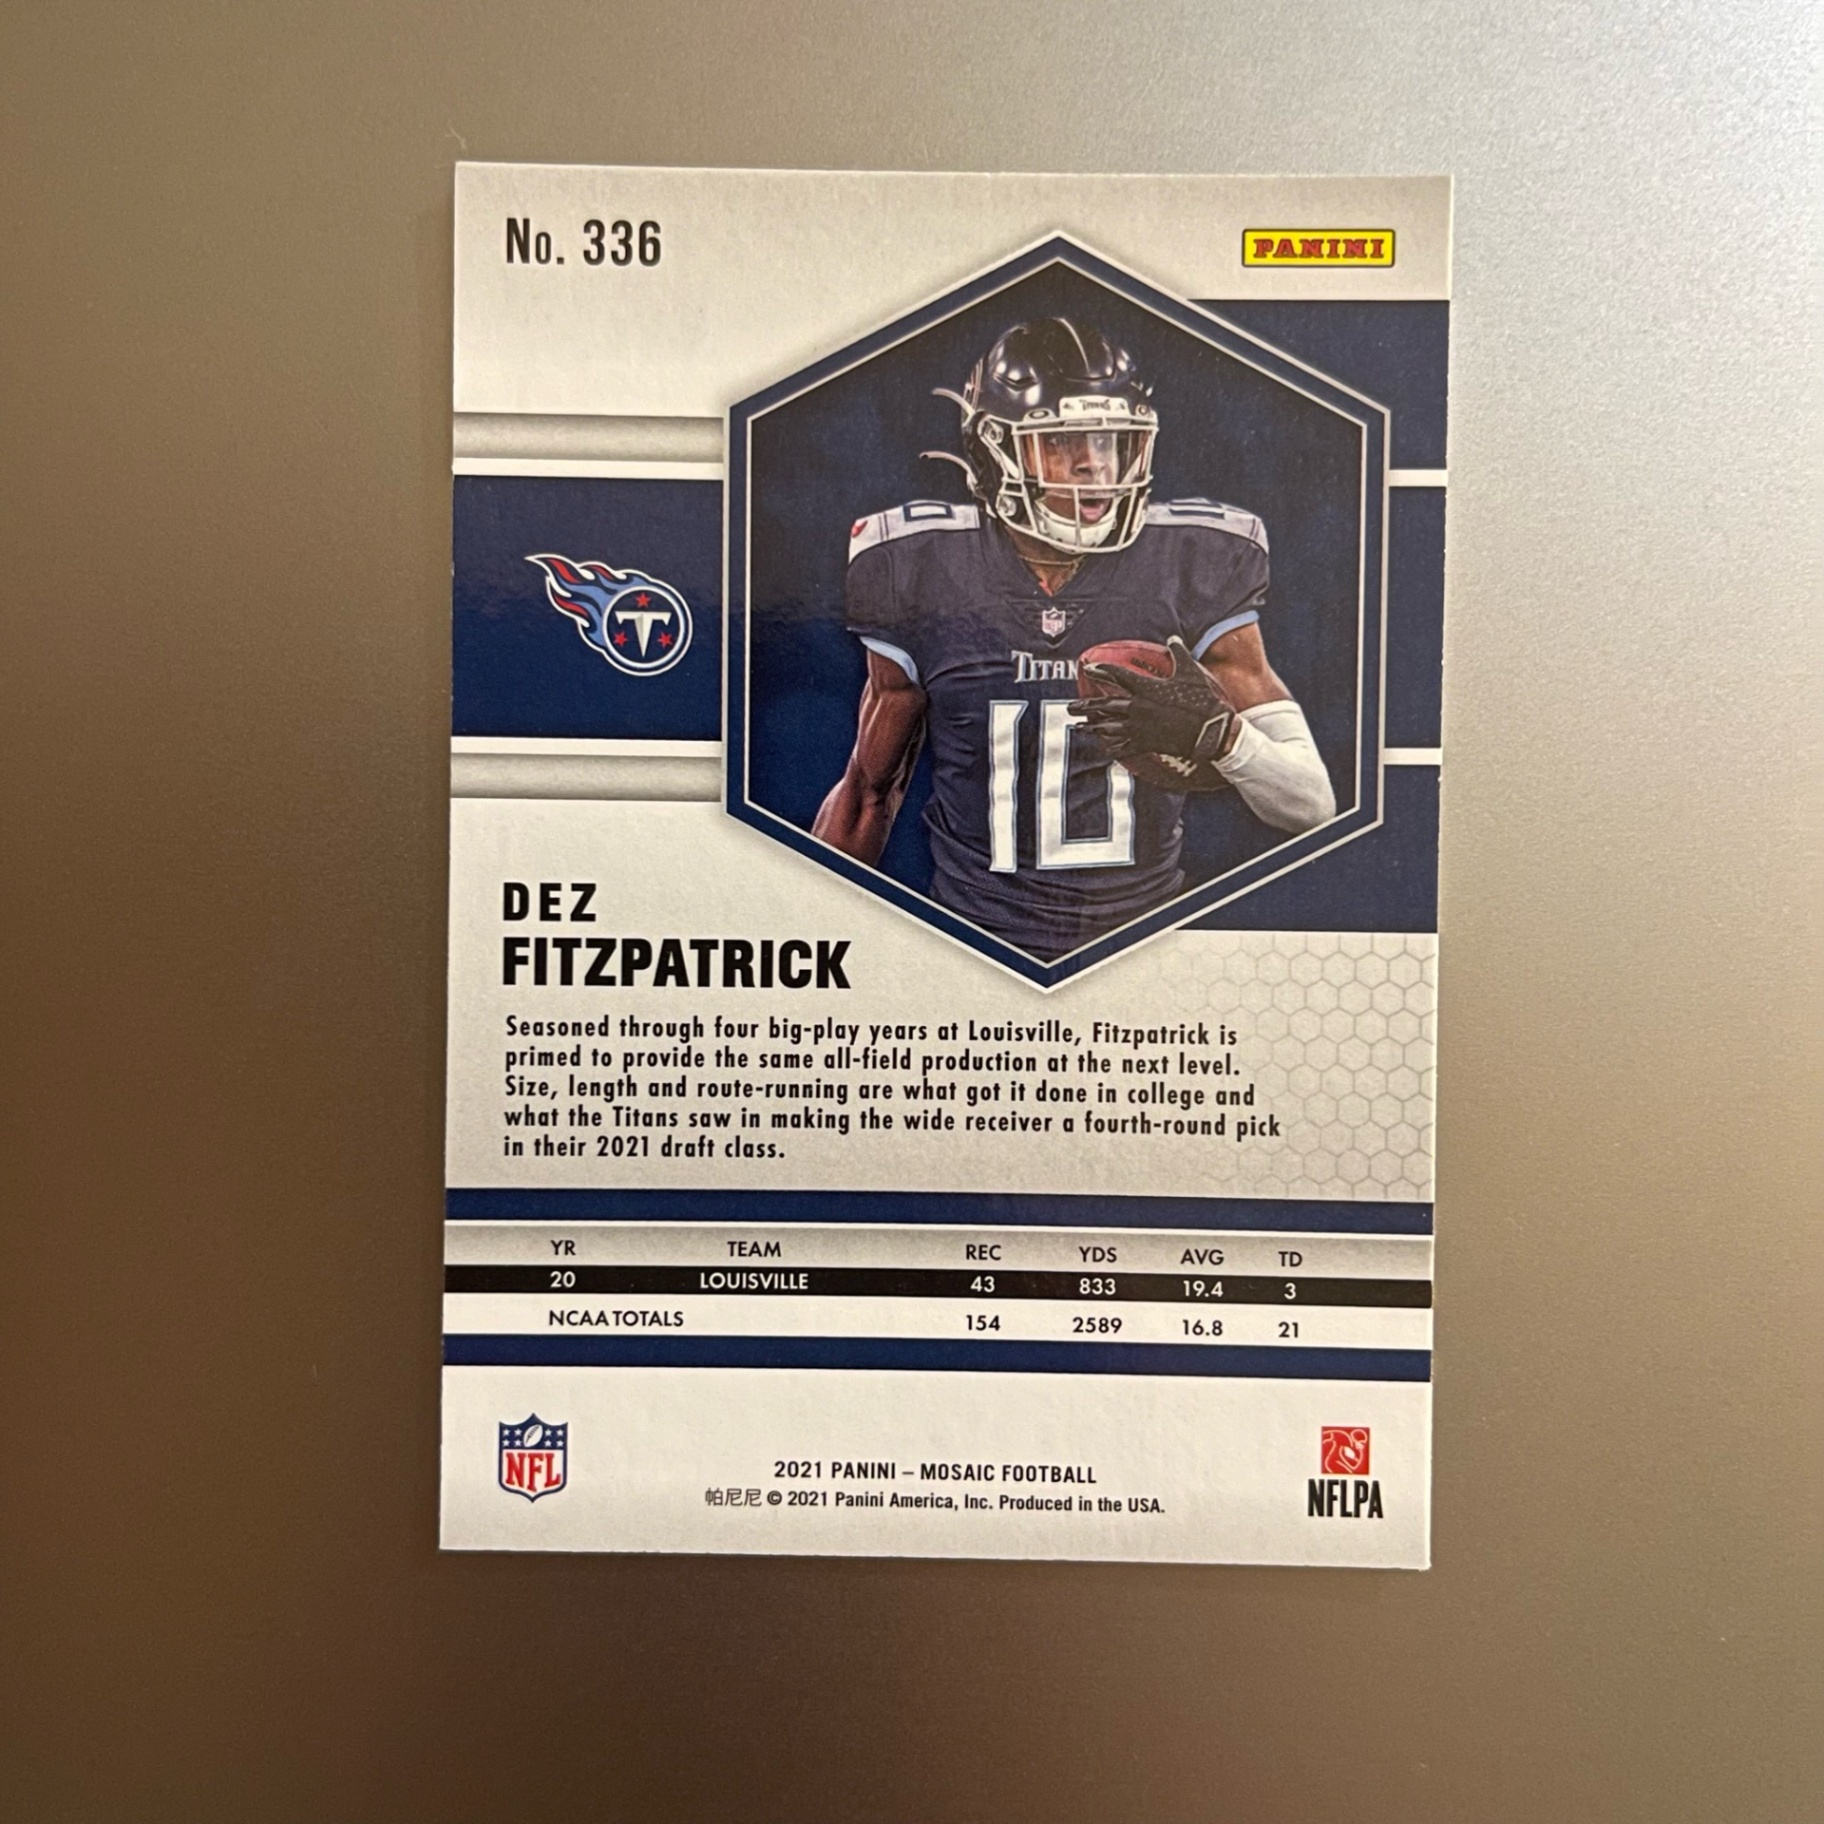 No. 336
PANINI
TITANS
TITAN
10
T
DEZ
FITZPATRICK
Seasoned through four big-play years at Louisville, Fitzpatrick is
primed to provide the same all-field production at the next level.
Size, length and route-running are what got it done in college and
what the Titans saw in making the wide receiver a fourth-round pick
in their 2021 draft class.
YR TEAM REC YDS AVG TD
20 LOUISVILLE 43 833 19.4 3
NCAA TOTALS 154 2589 16.8 21
NFL
2021 PANINI – MOSAIC FOOTBALL
帕尼尼 © 2021 Panini America, Inc. Produced in the USA.
NFLPA